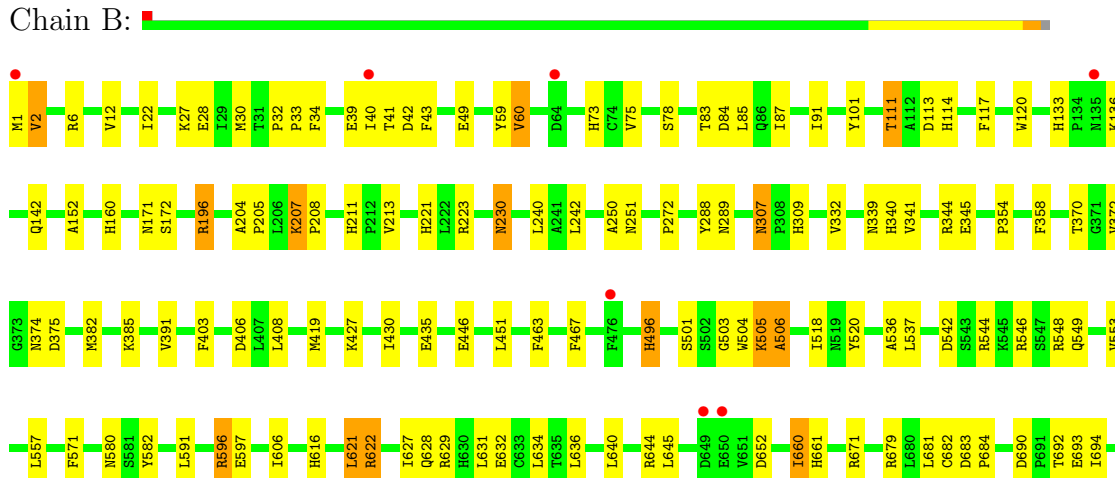 Chain B:
M1 V2 R6 V12 I22 K27 E28 I29 M30 T31 P32 P33 F34 E39 I40 T41 D42 F43 E49 Y59 V60 D64 H73 C74 V75 S78 T83 D84 L85 Q86 I87 I91 Y101 T111 A112 D113 H114 F117 W120 H133 P134 N135 K136
Q142 A152 H160 N171 S172 R196 A204 P205 L206 K207 P208 H211 P212 V213 H221 L222 R223 N230 L240 A241 L242 A250 N251 P272 Y288 N289 N307 P308 H309 V332 N339 H340 V341 R344 E345 P354 F358 T370 G371 V372
G373 N374 D375 M382 K385 V391 F403 D406 L407 L408 M419 K427 I430 E435 E446 L451 F463 F467 F476 H496 S501 S502 G503 W504 K505 A506 I518 N519 Y520 A536 L537 D542 S543 R544 K545 R546 S547 R548 Q549 V553
L557 F571 N580 S581 Y582 L591 R596 E597 I606 H616 L621 R622 I627 Q628 R629 H630 L631 E632 C633 L634 T635 L636 L640 R644 L645 D649 E650 V651 D652 I660 H661 R671 R679 L680 L681 C682 D683 P684 D690 P691 T692 E693 I694